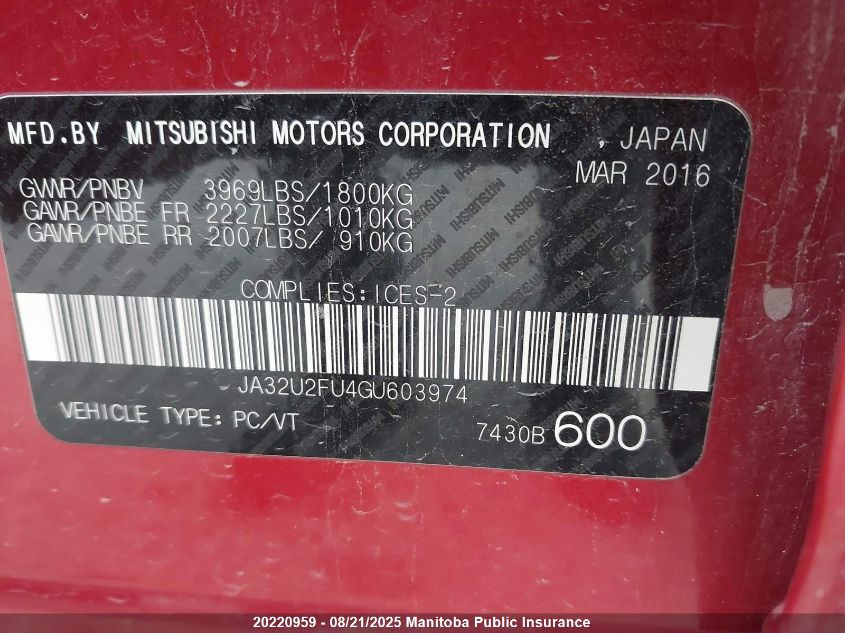 MFD.BY MITSUBISHI MOTORS CORPORATION , JAPAN
MAR 2016
GVWR/PNBV 3969LBS/1800KG
GAWR/PNBE FR 2227LBS/1010KG
GAWR/PNBE RR 2007LBS/ 910KG
COMPLIES:ICES-2
JA32U2FU4GU603974
VEHICLE TYPE: PC/VT 7430B 600
20220959 - 08/21/2025 Manitoba Public Insurance